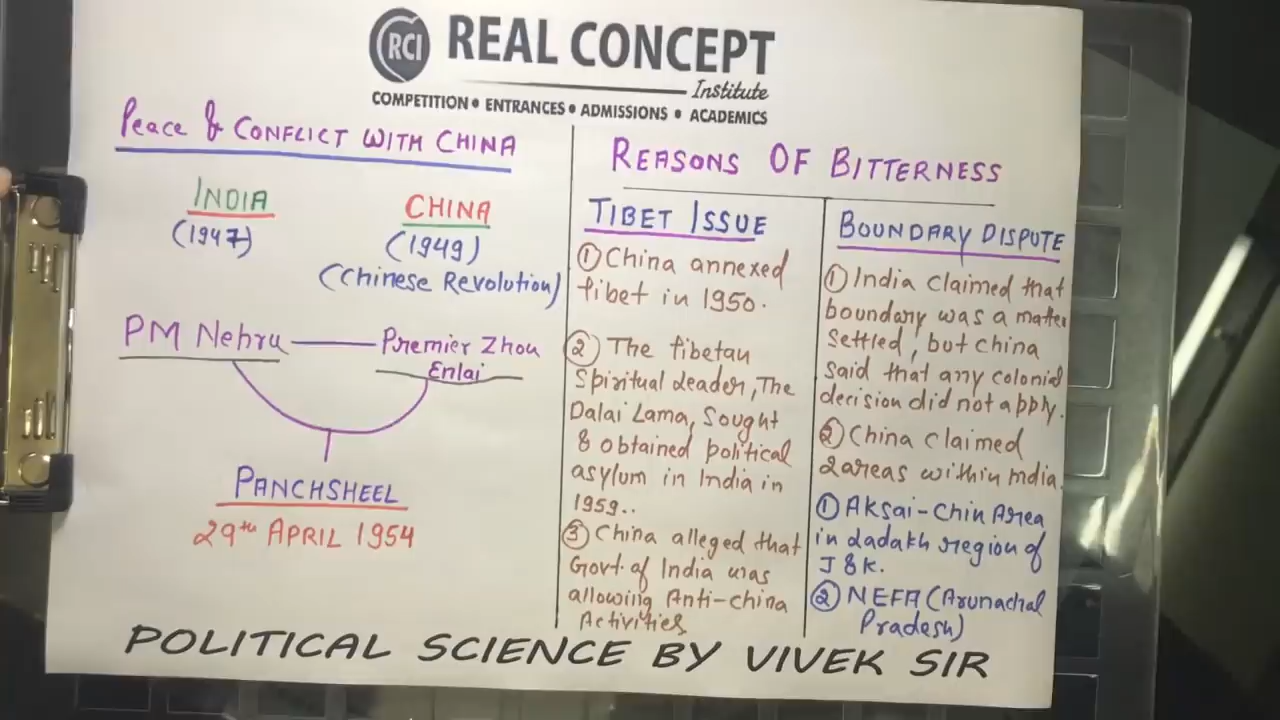 RCI REAL CONCEPT
Institute
COMPETITION • ENTRANCES • ADMISSIONS • ACADEMICS
Peace & CONFLICT WITH CHINA
INDIA
(1947)
CHINA
(1949)
(Chinese Revolution)
PM Nehru — Premier Zhou
Enlai
PANCHSHEEL
29th APRIL 1954
REASONS OF BITTERNESS
TIBET ISSUE
① China annexed
Tibet in 1950.
② The Tibetan
Spiritual Leader, The
Dalai Lama, Sought
& obtained political
asylum in India in
1959..
③ China alleged that
Govt. of India was
allowing Anti-China
Activities
BOUNDARY DISPUTE
① India claimed that
boundary was a matter
settled, but China
said that any colonial
decision did not apply.
② China claimed
2 areas within India.
① Aksai-Chin Area
in Ladakh region of
J & K.
② NEFA (Arunachal
Pradesh)
POLITICAL SCIENCE BY VIVEK SIR